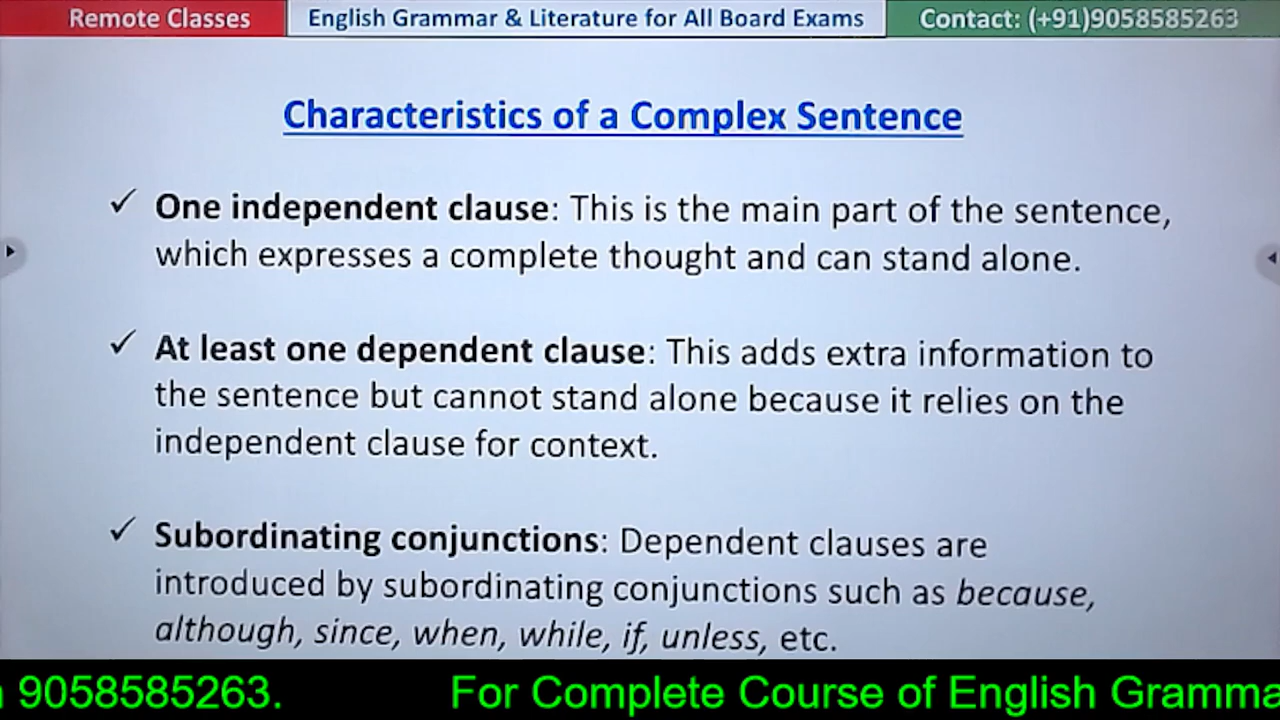 Remote Classes
English Grammar & Literature for All Board Exams
Contact: (+91)9058585263
Characteristics of a Complex Sentence
✓ One independent clause: This is the main part of the sentence,
which expresses a complete thought and can stand alone.
✓ At least one dependent clause: This adds extra information to
the sentence but cannot stand alone because it relies on the
independent clause for context.
✓ Subordinating conjunctions: Dependent clauses are
introduced by subordinating conjunctions such as because,
although, since, when, while, if, unless, etc.
9058585263. For Complete Course of English